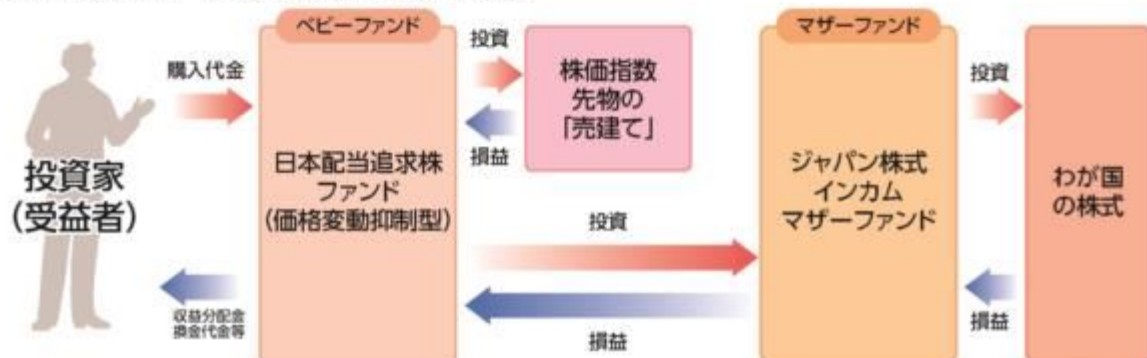 ベビーファンド
マザーファンド
購入代金
投資
株価指数
先物の
「売建て」
損益
投資
投資家
(受益者)
日本配当追求株
ファンド
(価格変動抑制型)
ジャパン株式
インカム
マザーファンド
わが国
の株式
投資
収益分配金
換金代金等
損益
損益